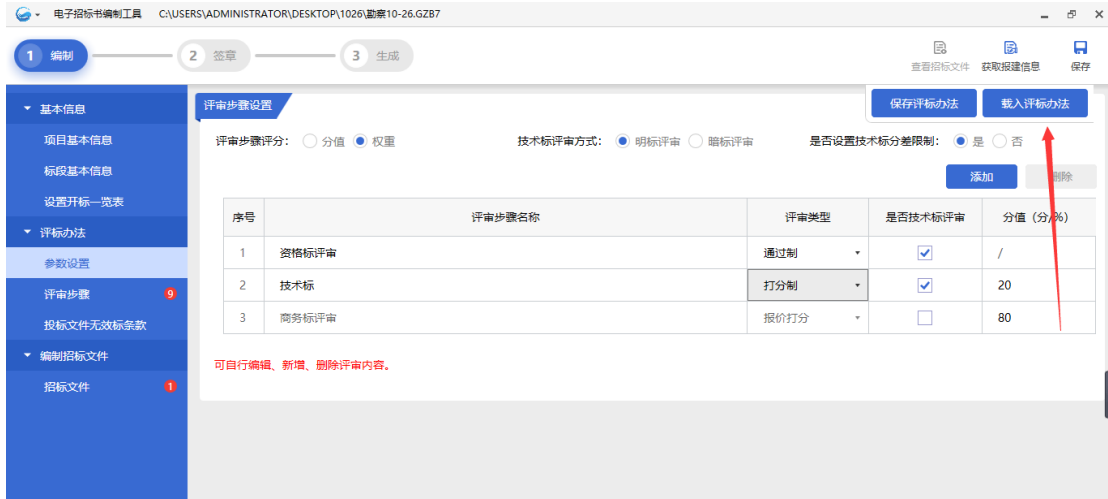 电子招标书编制工具 C:\USERS\ADMINISTRATOR\DESKTOP\1026\勘察10-26.GZB7
1 编制 2 签章 3 生成
查看招标文件 获取报建信息 保存
基本信息
项目基本信息
标段基本信息
设置开标一览表
评标办法
参数设置
评审步骤 9
投标文件无效标条款
编制招标文件
招标文件 1
评审步骤设置 保存评标办法 载入评标办法
评审步骤评分： 分值 权重 技术标评审方式： 明标评审 暗标评审 是否设置技术标分差限制： 是 否
添加 删除
序号 评审步骤名称 评审类型 是否技术标评审 分值（分/%）
1 资格标评审 通过制 /
2 技术标 打分制 20
3 商务标评审 报价打分 80
可自行编辑、新增、删除评审内容。